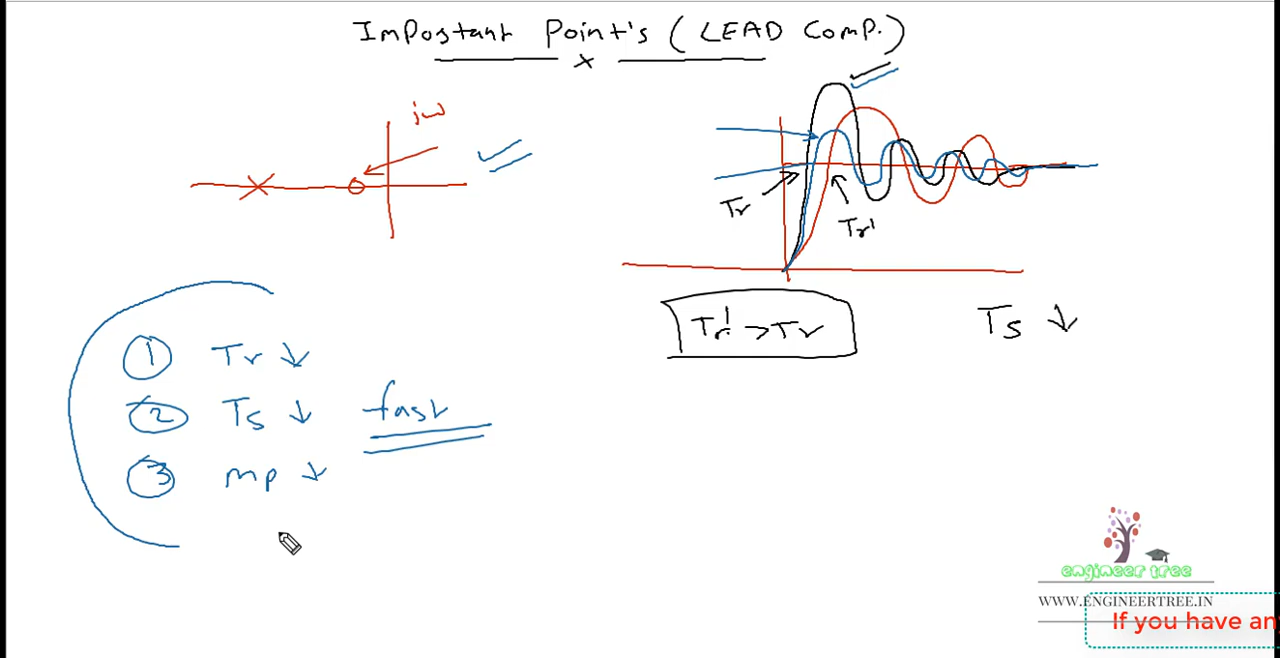 Important Point's (LEAD Comp.)
x
jω
Tr
Tr'
Tr' > Tr
Ts ↓
① Tr ↓
② Ts ↓ fast
③ mp ↓
engineer tree
WWW.ENGINEERTREE.IN
If you have an